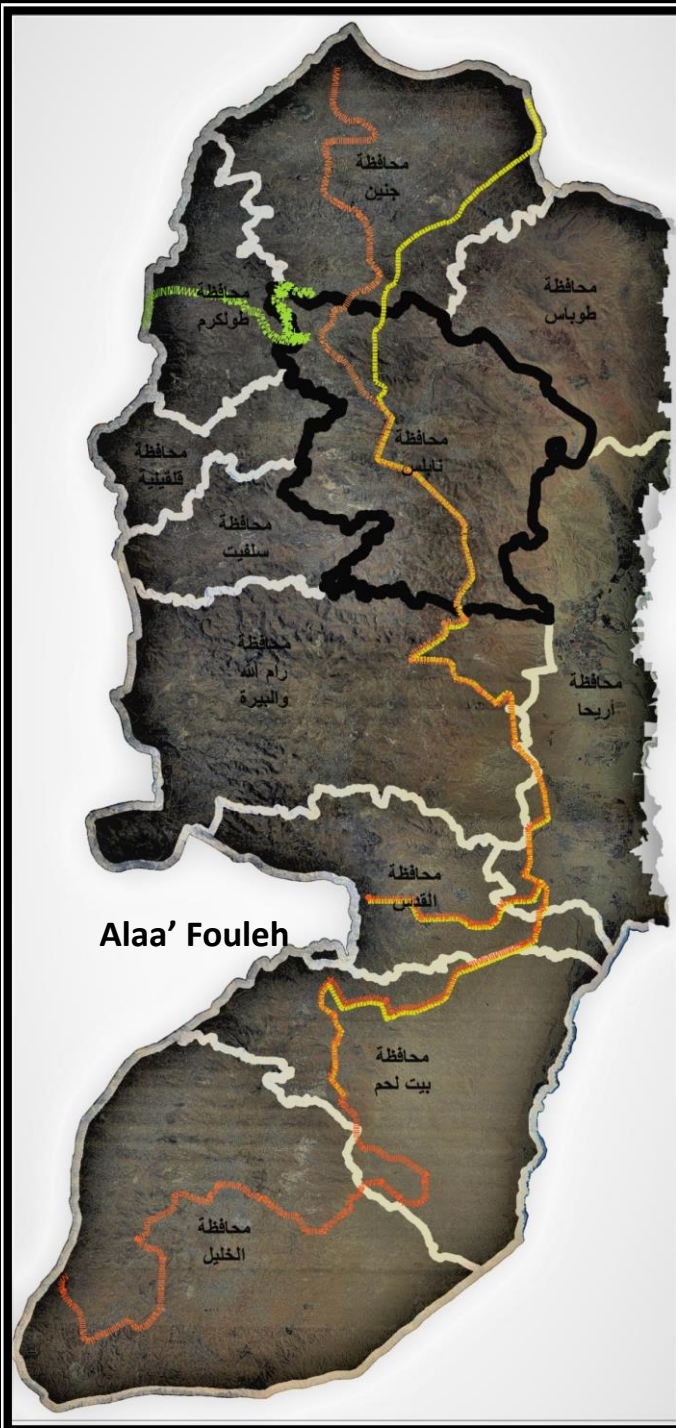 محافظة
جنين
محافظة
طوباس
محافظة
طولكرم
محافظة
نابلس
محافظة
قلقيلية
محافظة
سلفيت
محافظة
رام الله
والبيرة
محافظة
أريحا
محافظة
القدس
Alaa’ Fouleh
محافظة
بيت لحم
محافظة
الخليل